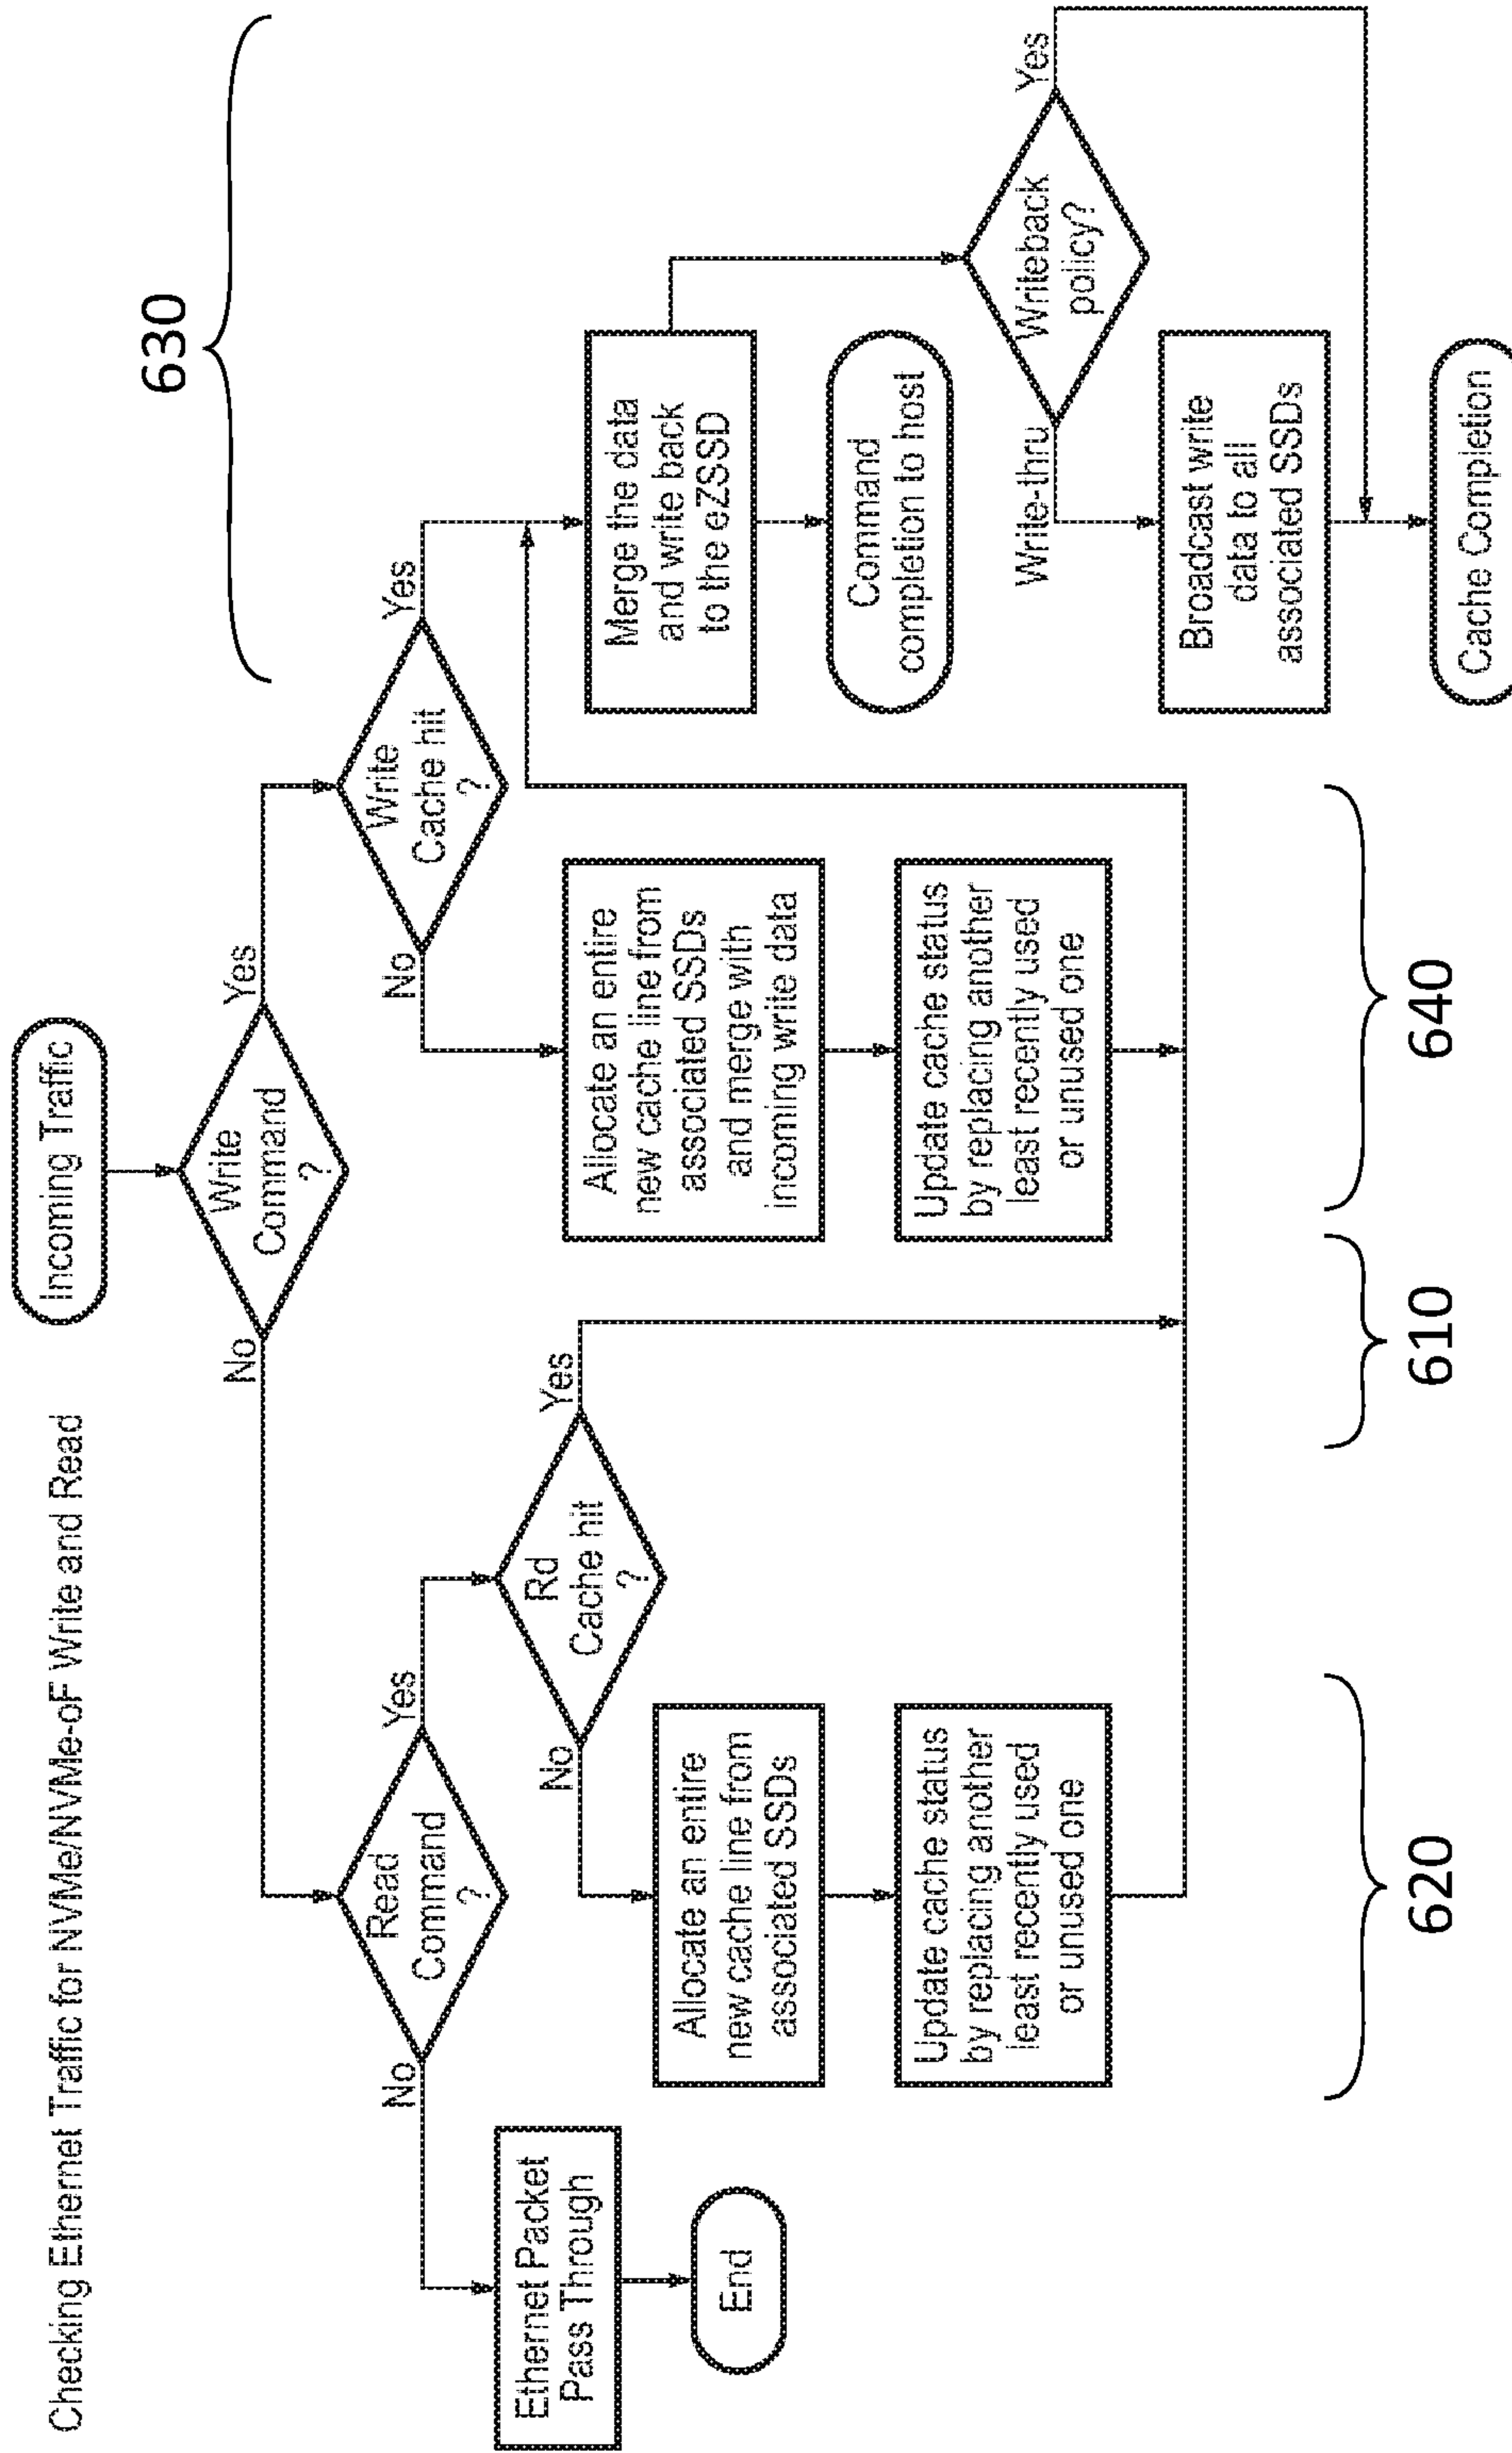 Checking Ethernet Traffic for NVMe/NVMe-oF Write and Read
Incoming Traffic
Write
Command
?
No
Yes
630
Read
Command
?
No
Yes
Write
Cache hit
?
No
Yes
Ethernet Packet
Pass Through
End
Rd
Cache hit
?
No
Yes
Allocate an entire
new cache line from
associated SSDs
Update cache status
by replacing another
least recently used
or unused one
Allocate an entire
new cache line from
associated SSDs
and merge with
incoming write data
Update cache status
by replacing another
least recently used
or unused one
Merge the data
and write back
to the eZSSD
Command
completion to host
Writeback
policy?
Write-thru
Yes
Broadcast write
data to all
associated SSDs
Cache Completion
620
610
640